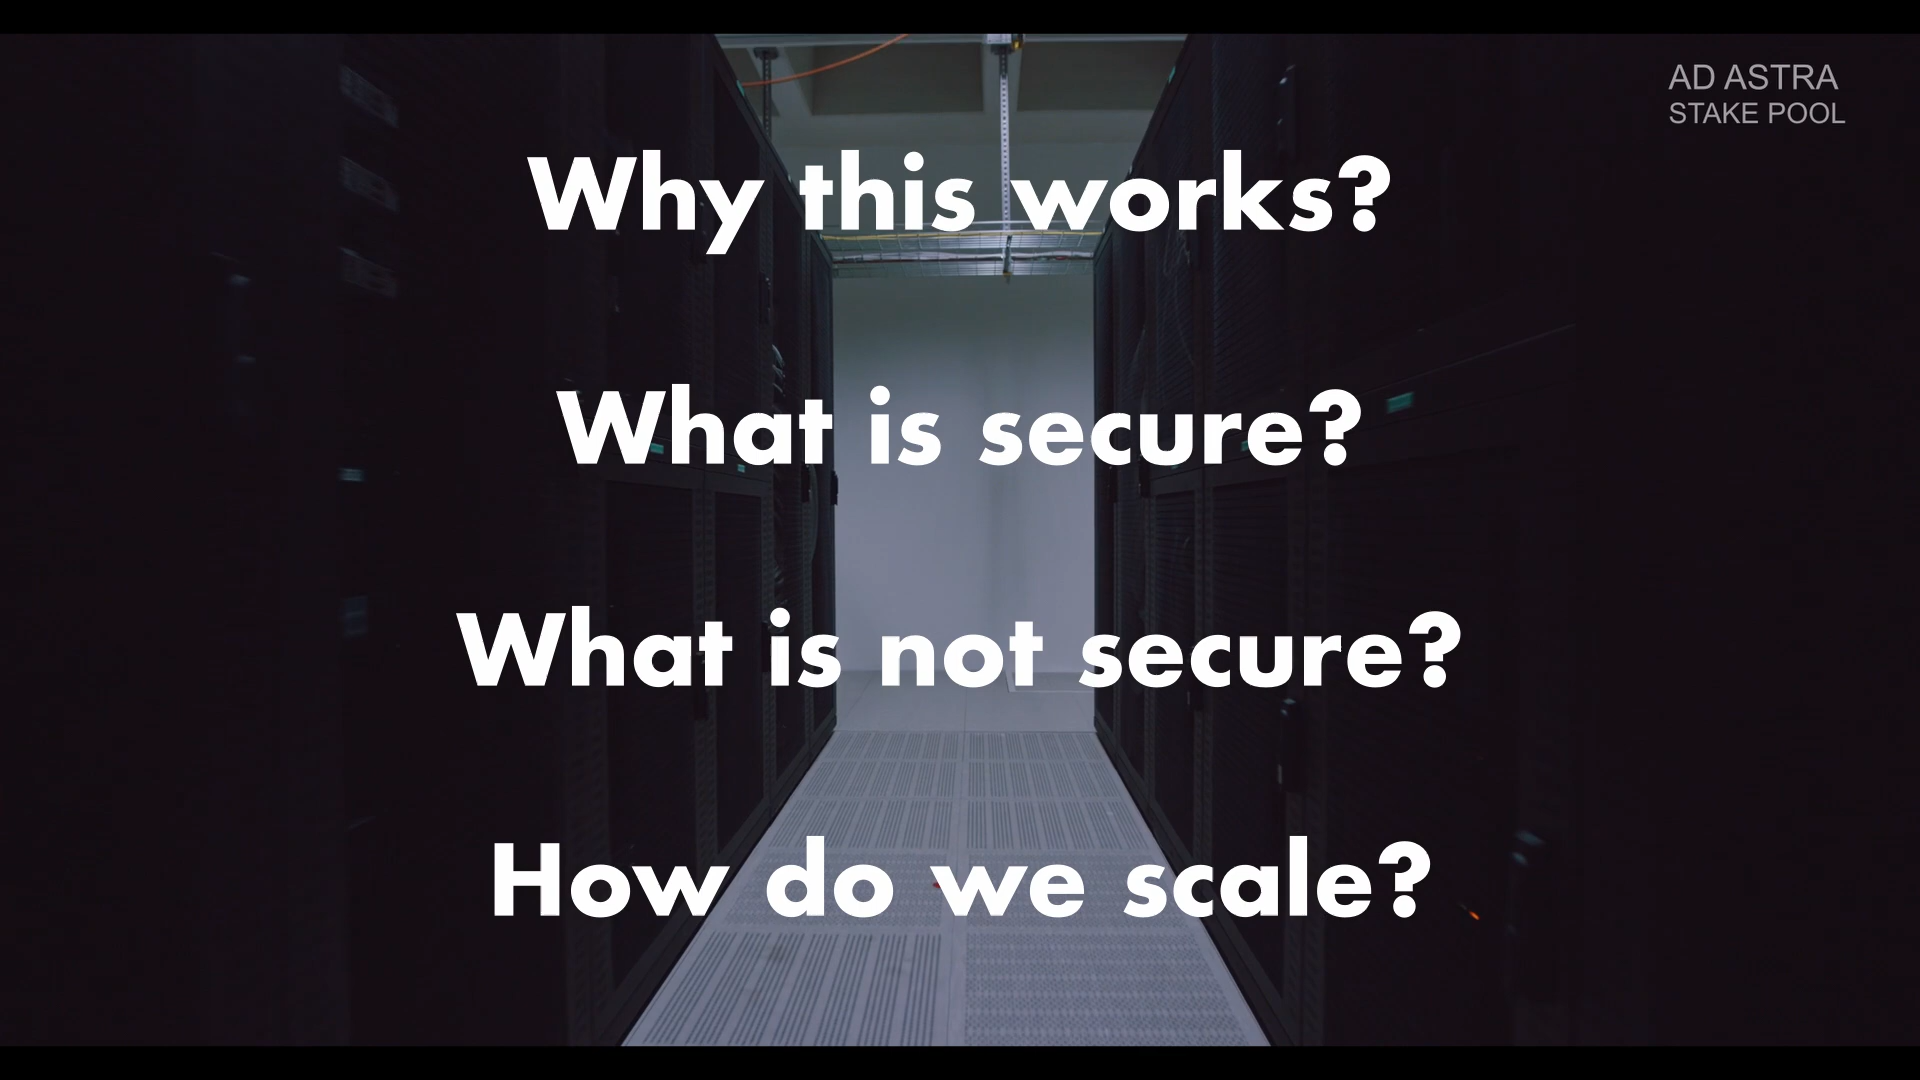 AD ASTRA
STAKE POOL
Why this works?
What is secure?
What is not secure?
How do we scale?